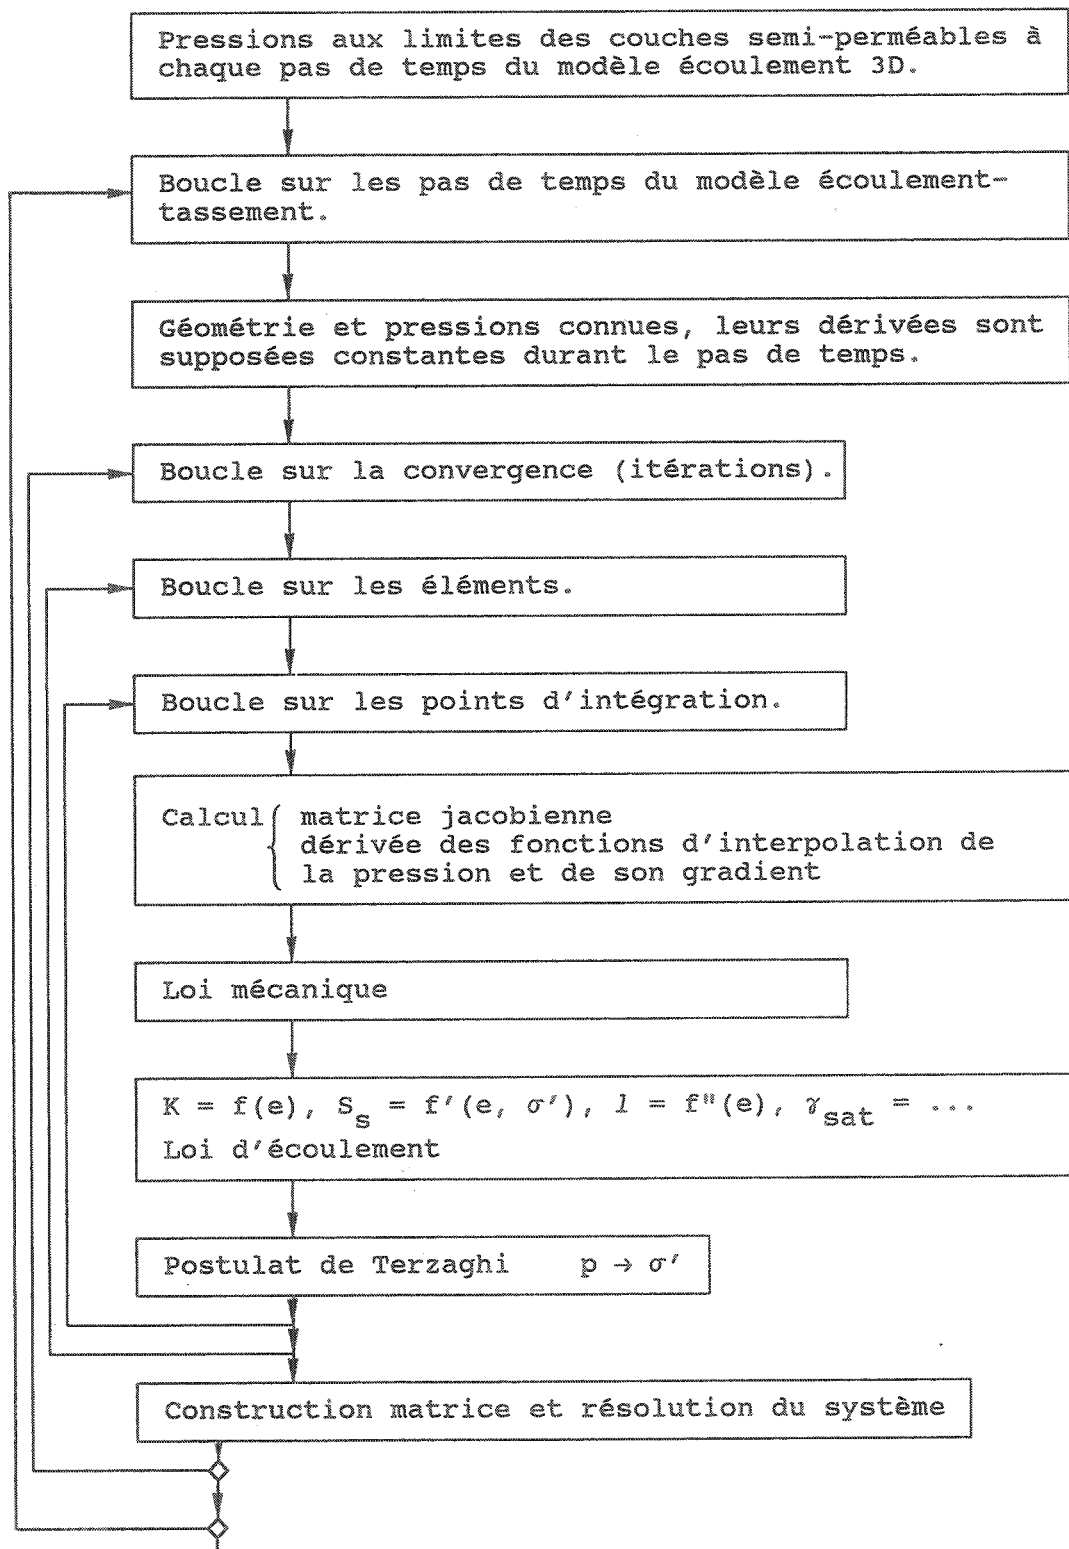 Pressions aux limites des couches semi-perméables à
chaque pas de temps du modèle écoulement 3D.
Boucle sur les pas de temps du modèle écoulement-
tassement.
Géométrie et pressions connues, leurs dérivées sont
supposées constantes durant le pas de temps.
Boucle sur la convergence (itérations).
Boucle sur les éléments.
Boucle sur les points d'intégration.
Calcul { matrice jacobienne
dérivée des fonctions d'interpolation de
la pression et de son gradient
Loi mécanique
K = f(e), S_s = f'(e, σ'), l = f"(e), γ_sat = ...
Loi d'écoulement
Postulat de Terzaghi p → σ'
Construction matrice et résolution du système